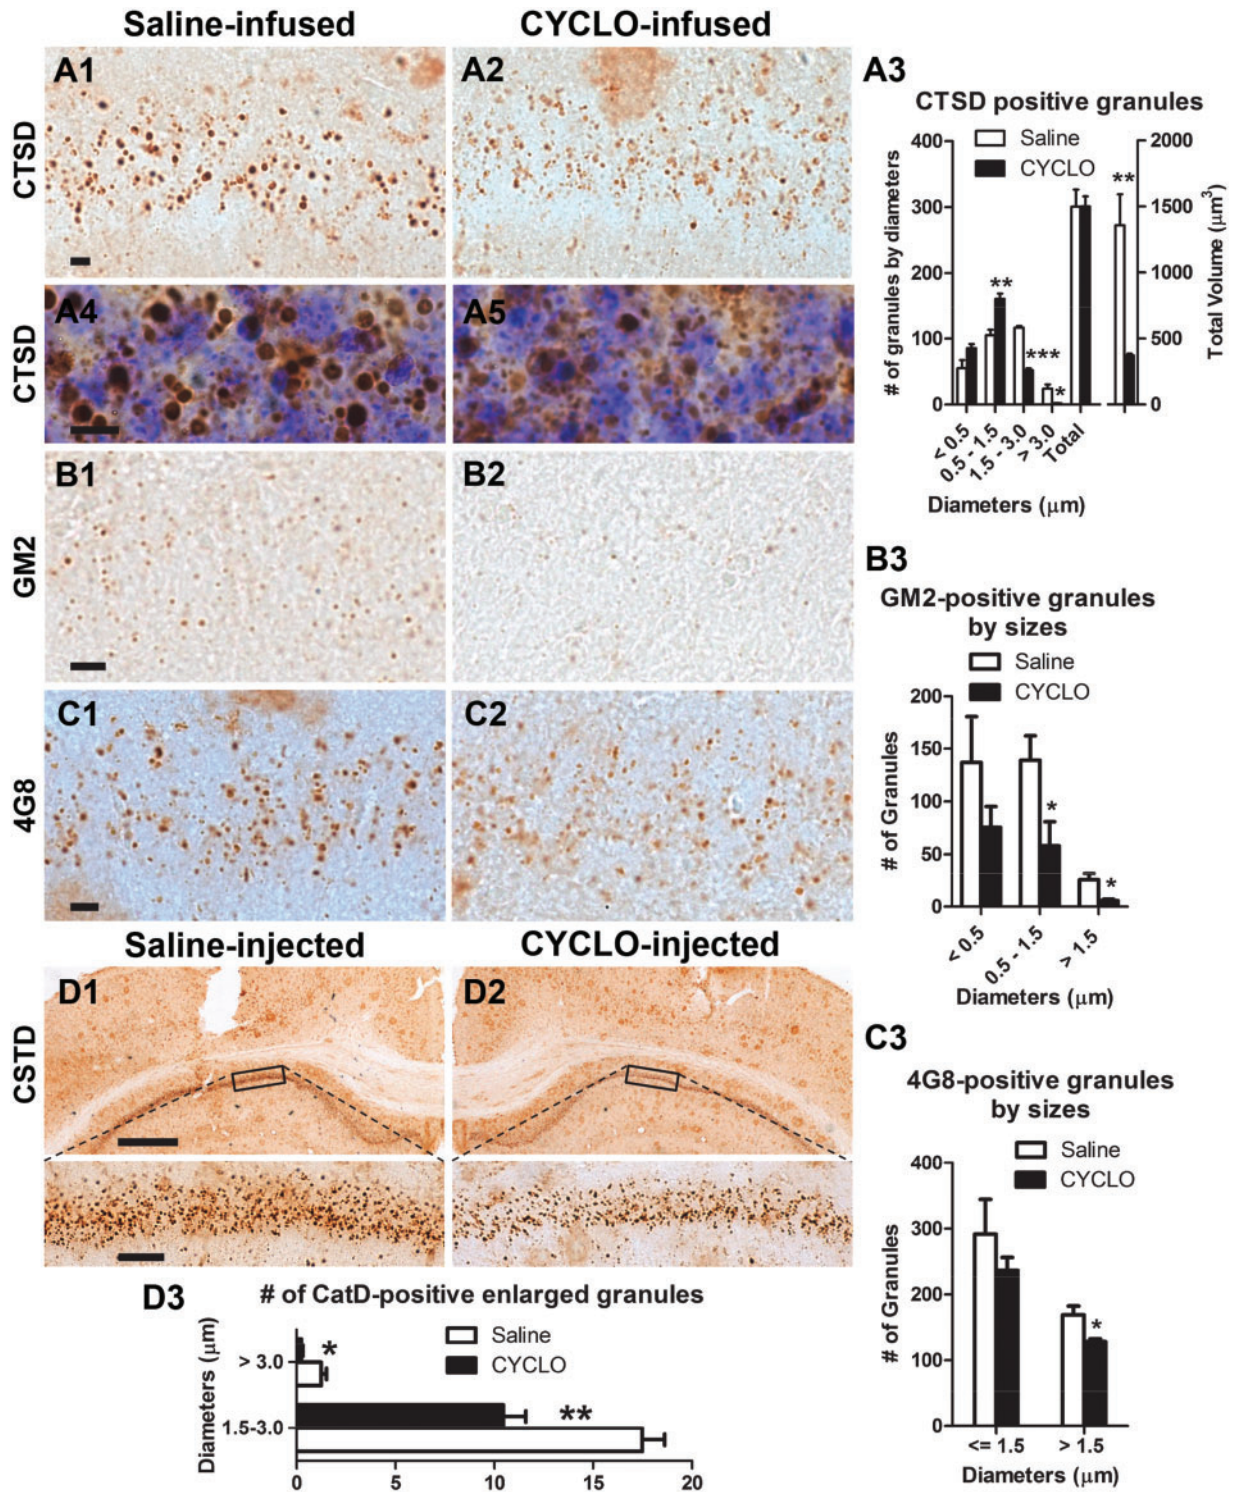 Saline-infused
CYCLO-infused
CTSD
A1
A2
A3
CTSD positive granules
Saline
CYCLO
# of granules by diameters
400
300
200
100
0
2000
1500
1000
500
0
Total Volume (μm³)
**
**
***
*
< 0.5
0.5 - 1.5
1.5 - 3.0
> 3.0
Total
Diameters (μm)
CTSD
A4
A5
GM2
B1
B2
B3
GM2-positive granules
by sizes
Saline
CYCLO
# of Granules
200
150
100
50
0
*
*
< 0.5
0.5 - 1.5
> 1.5
Diameters (μm)
4G8
C1
C2
C3
4G8-positive granules
by sizes
Saline
CYCLO
# of Granules
400
300
200
100
0
*
<= 1.5
> 1.5
Diameters (μm)
Saline-injected
CYCLO-injected
CSTD
D1
D2
D3
# of CatD-positive enlarged granules
Saline
CYCLO
Diameters (μm)
> 3.0
1.5-3.0
*
**
0
5
10
15
20